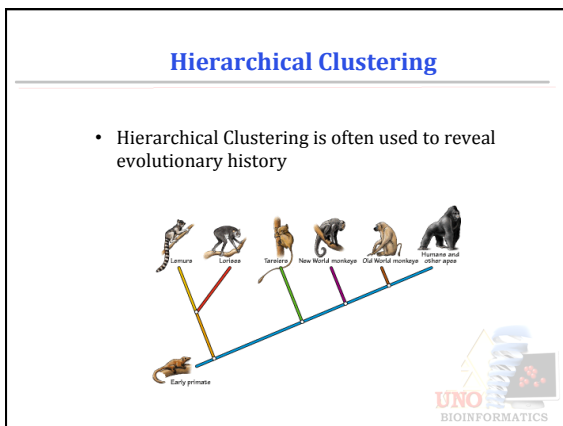 Hierarchical Clustering
• Hierarchical Clustering is often used to reveal
evolutionary history
Lemurs
Lorises
Tarsiers
New World monkeys
Old World monkeys
Humans and
other apes
Early primate
UNO
BIOINFORMATICS